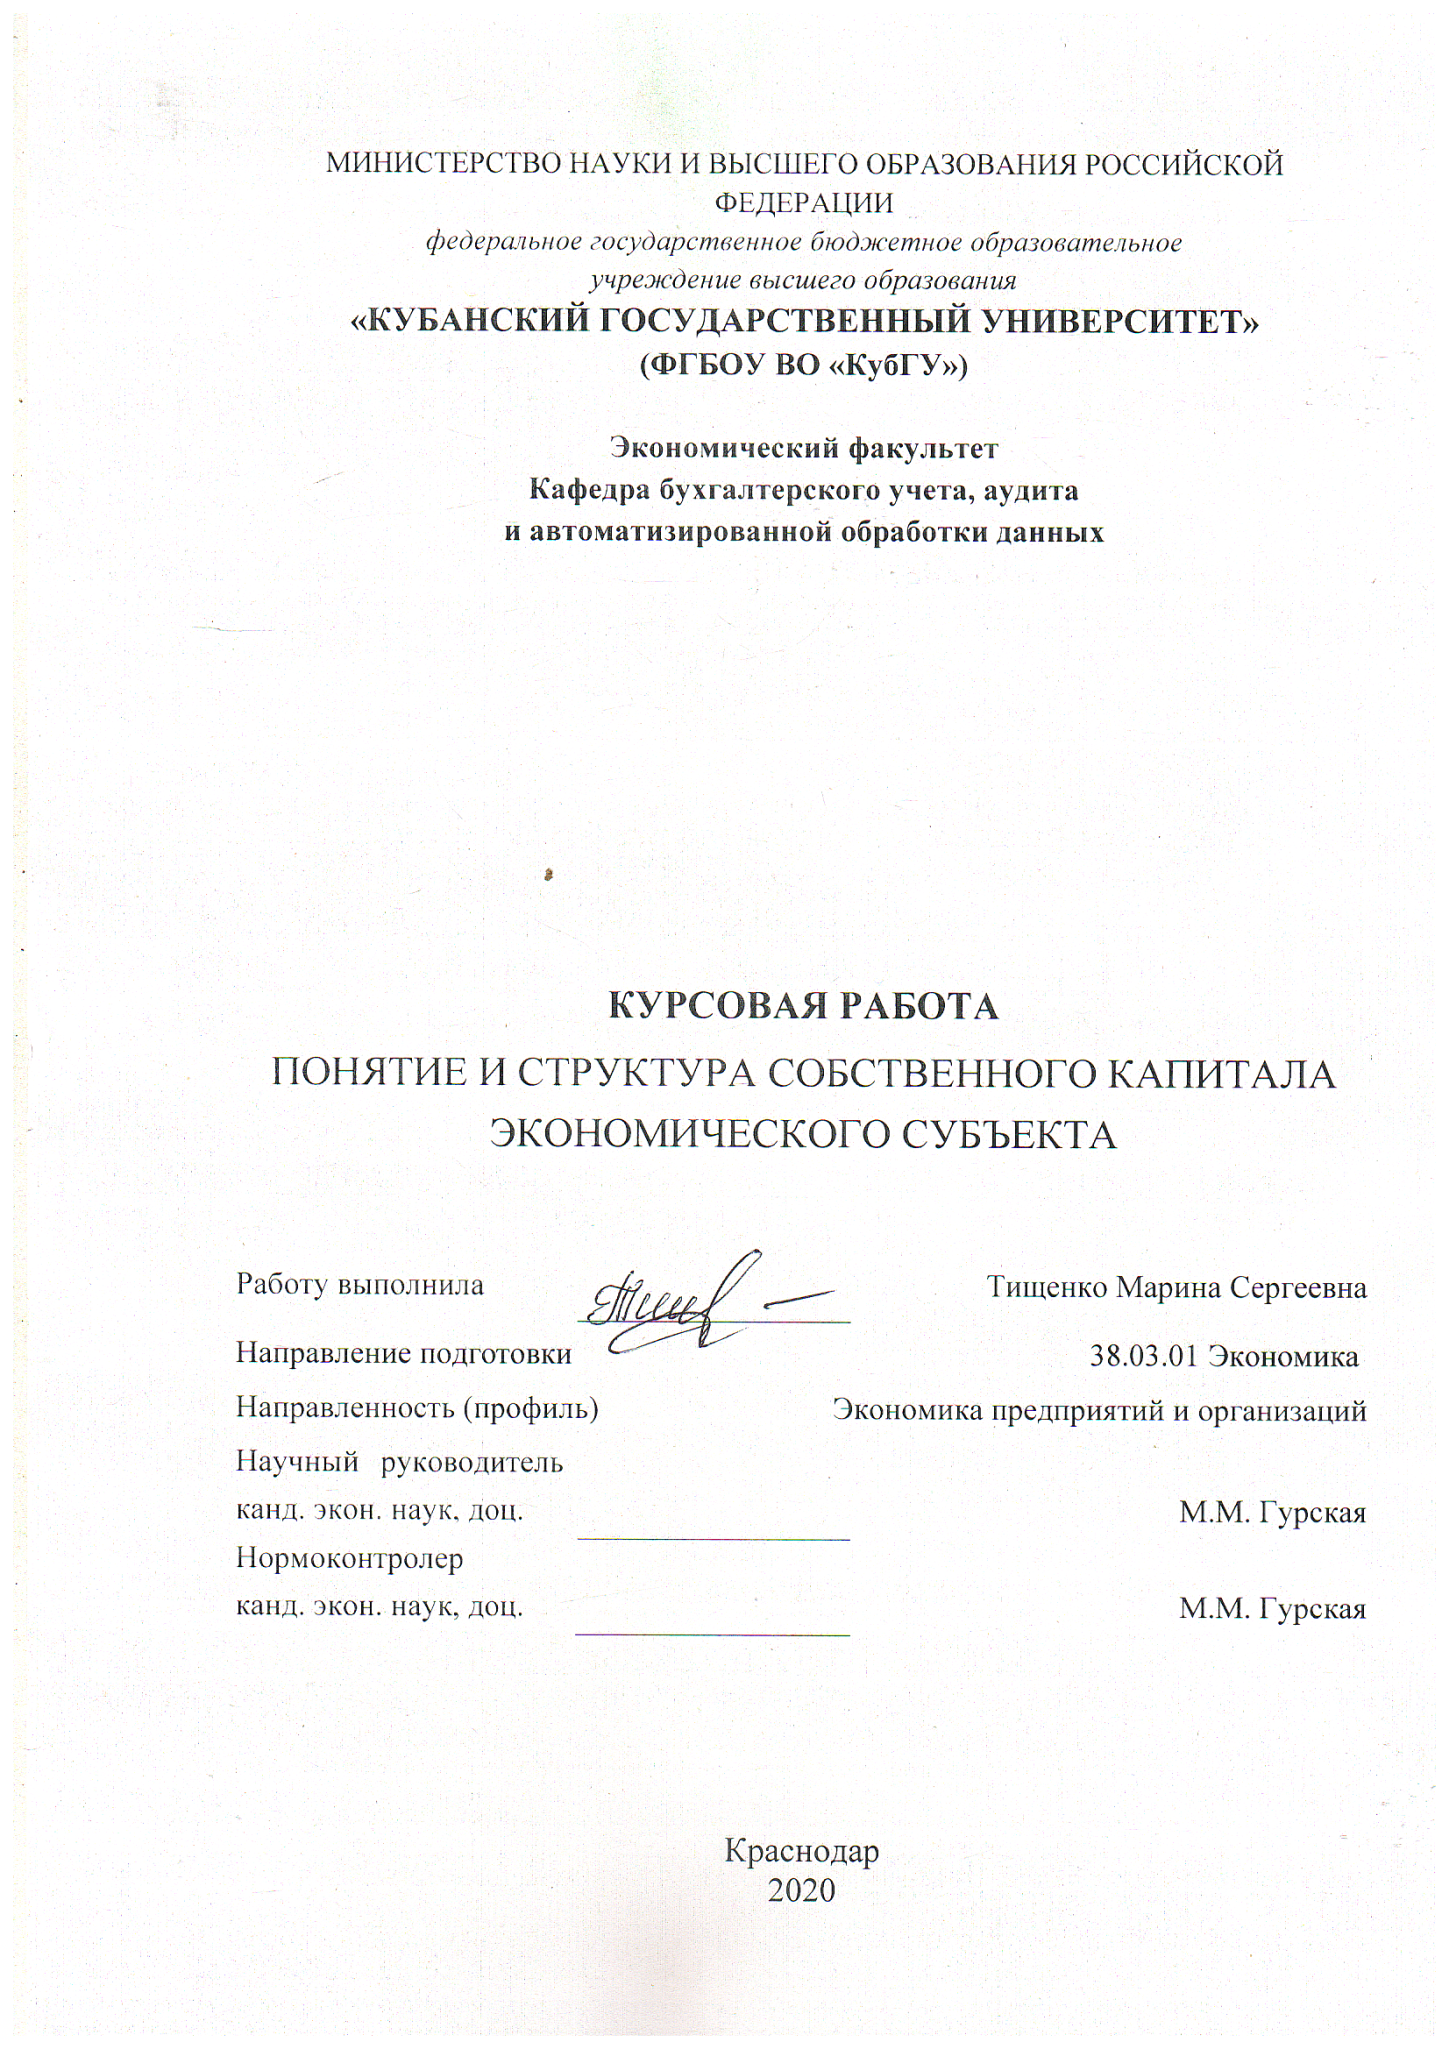 МИНИСТЕРСТВО НАУКИ И ВЫСШЕГО ОБРАЗОВАНИЯ РОССИЙСКОЙ
ФЕДЕРАЦИИ
федеральное государственное бюджетное образовательное
учреждение высшего образования
«КУБАНСКИЙ ГОСУДАРСТВЕННЫЙ УНИВЕРСИТЕТ»
(ФГБОУ ВО «КубГУ»)
Экономический факультет
Кафедра бухгалтерского учета, аудита
и автоматизированной обработки данных
КУРСОВАЯ РАБОТА
ПОНЯТИЕ И СТРУКТУРА СОБСТВЕННОГО КАПИТАЛА
ЭКОНОМИЧЕСКОГО СУБЪЕКТА
Работу выполнила Тищенко Марина Сергеевна
Направление подготовки 38.03.01 Экономика
Направленность (профиль) Экономика предприятий и организаций
Научный руководитель
канд. экон. наук, доц. М.М. Гурская
Нормоконтролер
канд. экон. наук, доц. М.М. Гурская
Краснодар
2020